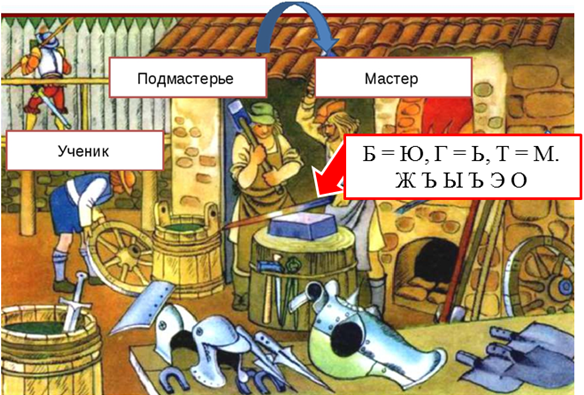 Подмастерье
Мастер
Ученик
Б = Ю, Г = Ь, Т = М.
Ж Ъ Ы Ъ Э О